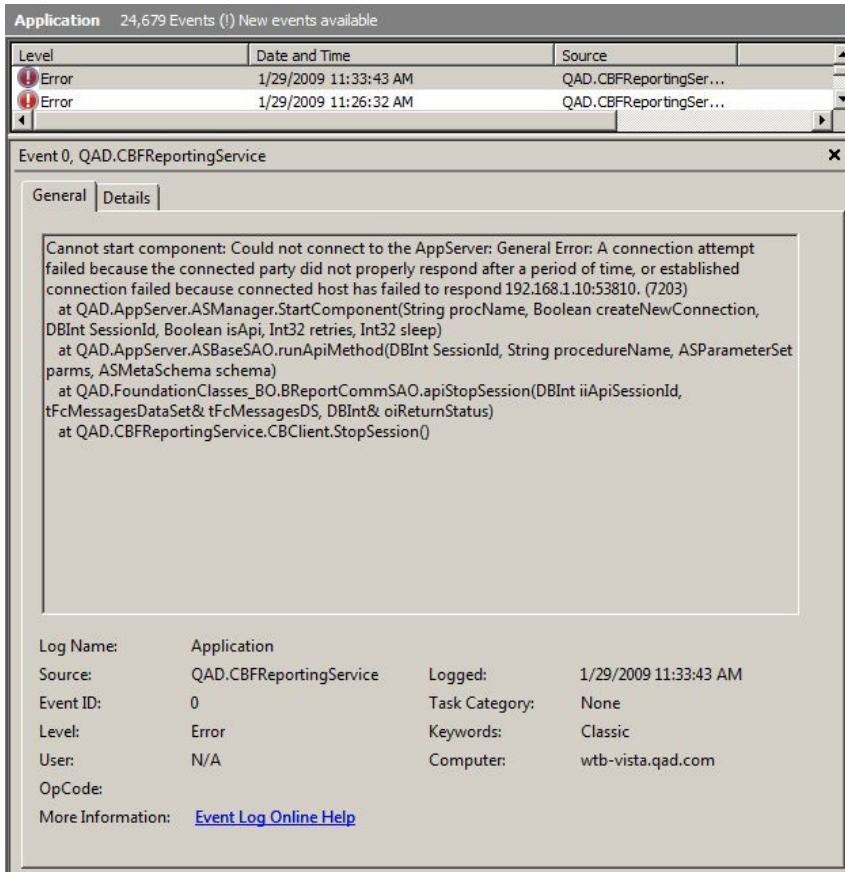 Application 24,679 Events (!) New events available
Level Date and Time Source
Error 1/29/2009 11:33:43 AM QAD.CBFReportingSer...
Error 1/29/2009 11:26:32 AM QAD.CBFReportingSer...
Event 0, QAD.CBFReportingService
General Details
Cannot start component: Could not connect to the AppServer: General Error: A connection attempt
failed because the connected party did not properly respond after a period of time, or established
connection failed because connected host has failed to respond 192.168.1.10:53810. (7203)
at QAD.AppServer.ASManager.StartComponent(String procName, Boolean createNewConnection,
DBInt SessionId, Boolean isApi, Int32 retries, Int32 sleep)
at QAD.AppServer.ASBaseSAO.runApiMethod(DBInt SessionId, String procedureName, ASParameterSet
parms, ASMetaSchema schema)
at QAD.FoundationClasses_BO.BReportCommSAO.apiStopSession(DBInt iiApiSessionId,
tFcMessagesDataSet& tFcMessagesDS, DBInt& oiReturnStatus)
at QAD.CBFReportingService.CBClient.StopSession()
Log Name: Application
Source: QAD.CBFReportingService Logged: 1/29/2009 11:33:43 AM
Event ID: 0 Task Category: None
Level: Error Keywords: Classic
User: N/A Computer: wtb-vista.qad.com
OpCode:
More Information: Event Log Online Help